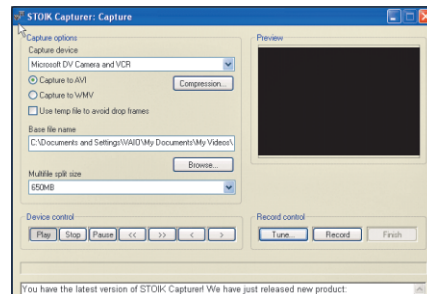 STOIK Capturer: Capture
Capture options
Capture device
Microsoft DV Camera and VCR
Capture to AVI
Compression...
Capture to WMV
Use temp file to avoid drop frames
Base file name
C:\Documents and Settings\VAIO\My Documents\My Videos\
Browse...
Multifile split size
650MB
Preview
Device control
Play Stop Pause << >> < >
Record control
Tune... Record Finish
You have the latest version of STOIK Capturer! We have just released new product: